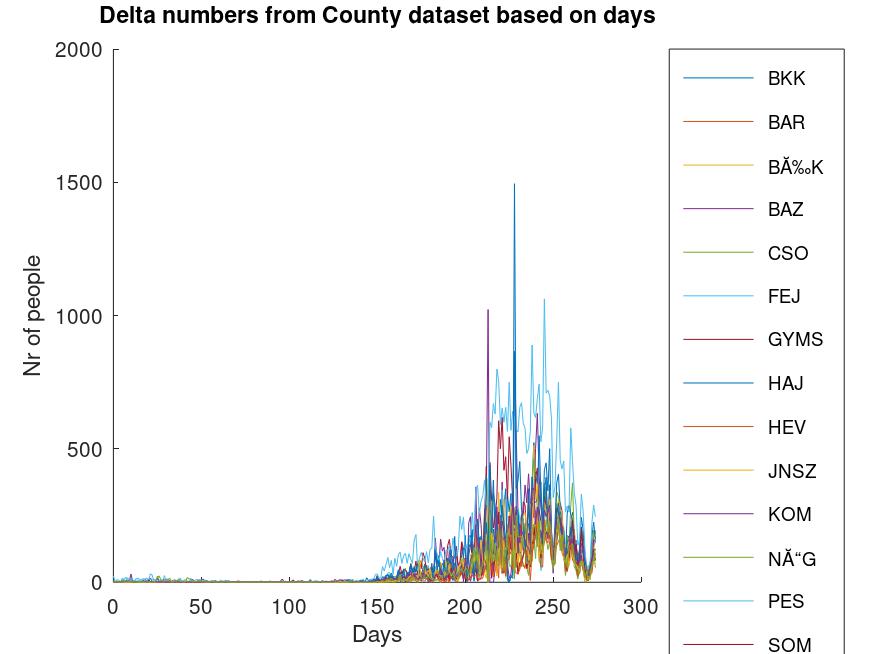 Delta numbers from County dataset based on days
2000
1500
1000
500
0
Nr of people
0 50 100 150 200 250 300
Days
BKK
BAR
BĂ‰K
BAZ
CSO
FEJ
GYMS
HAJ
HEV
JNSZ
KOM
NĂ“G
PES
SOM